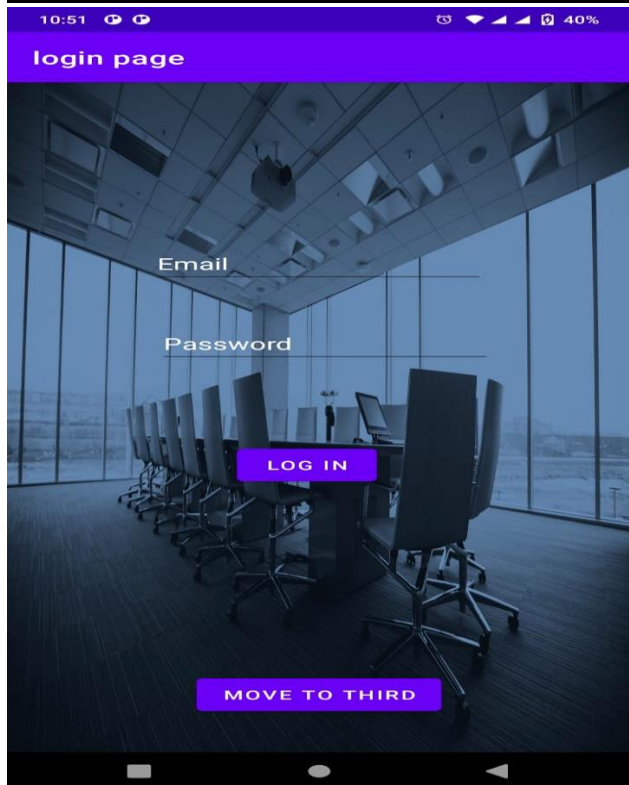 10:51 40%
login page
Email
Password
LOG IN
MOVE TO THIRD